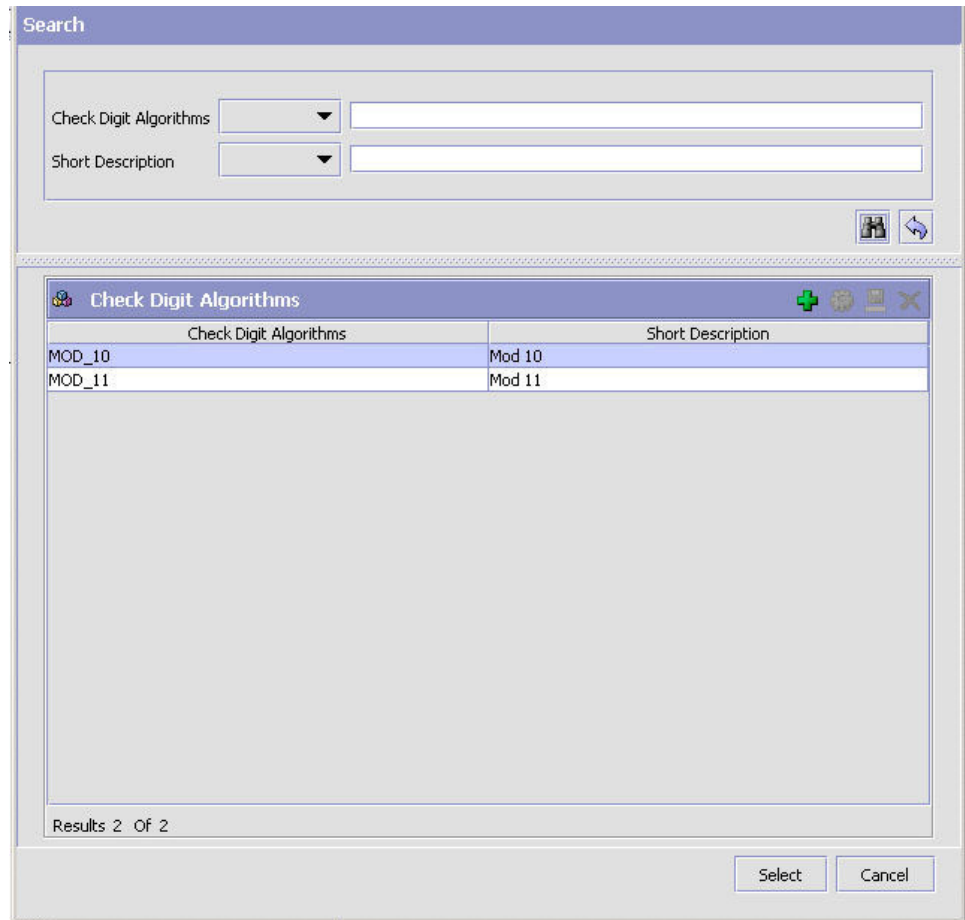 Search
Check Digit Algorithms
Short Description
Check Digit Algorithms
Check Digit Algorithms Short Description
MOD_10 Mod 10
MOD_11 Mod 11
Results 2 Of 2
Select Cancel